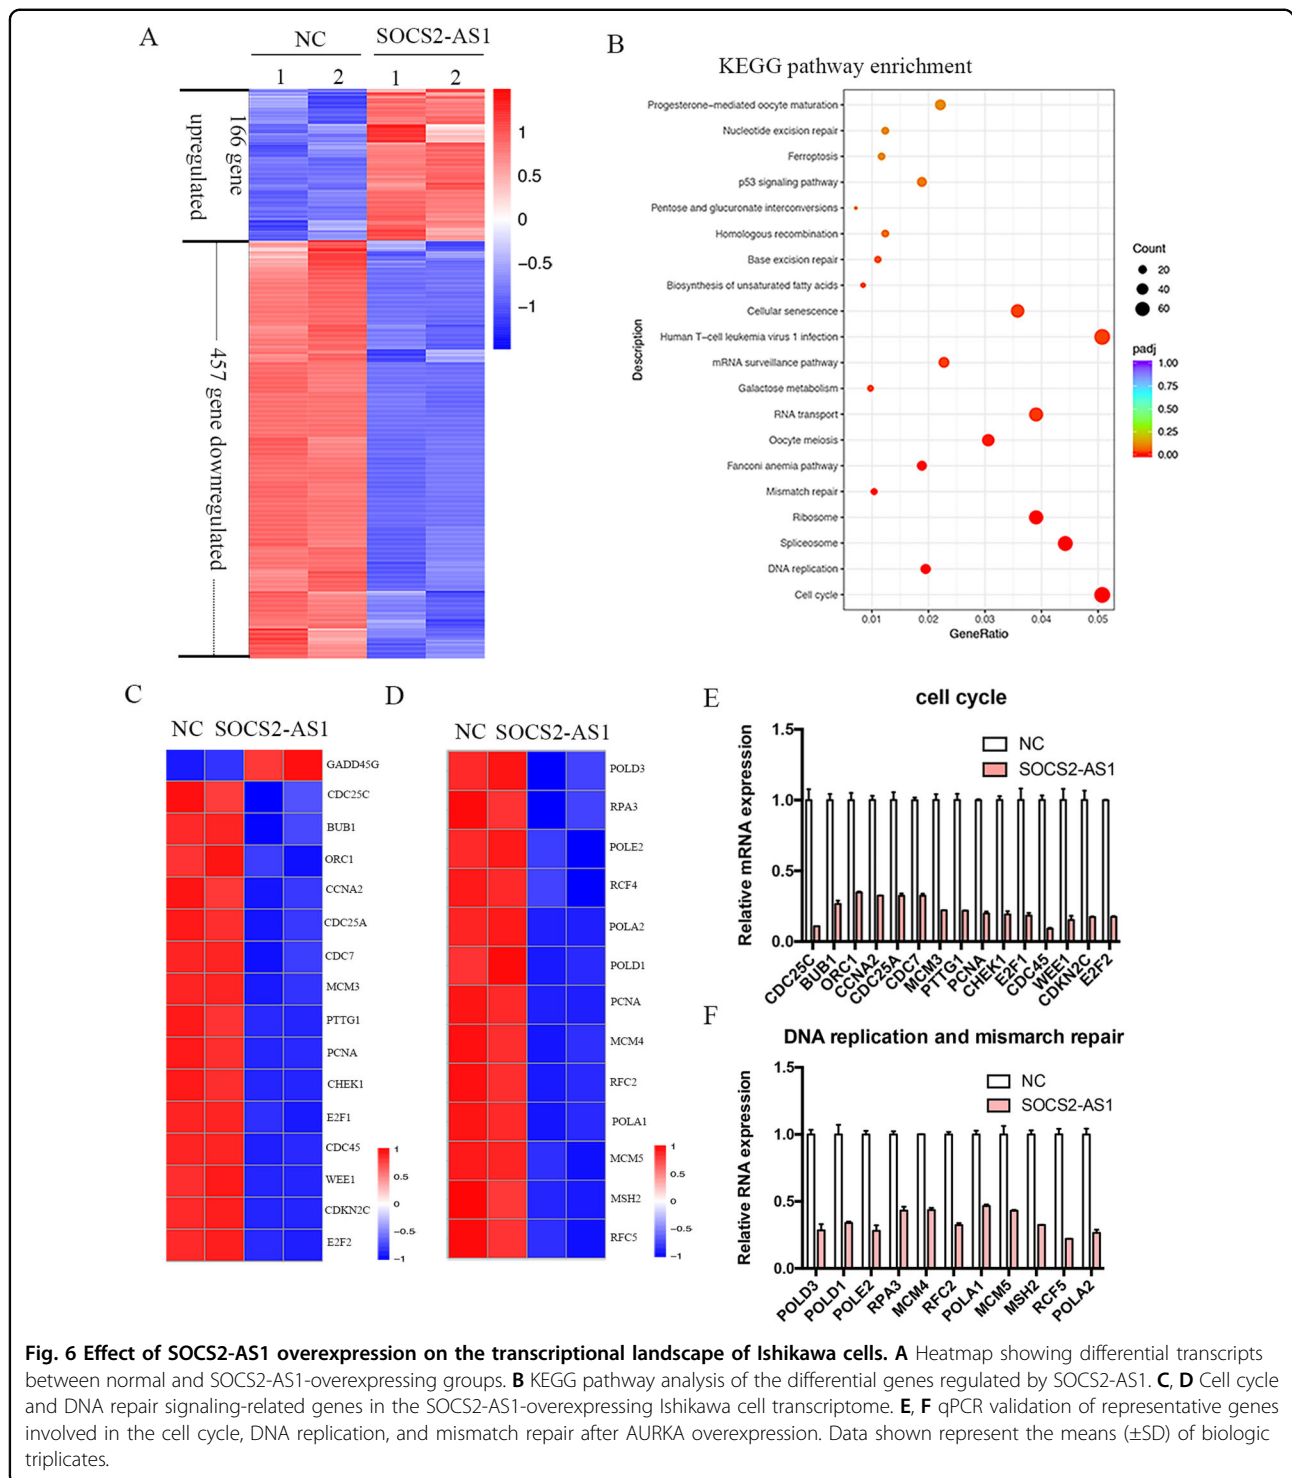 A
NC
SOCS2-AS1
1
2
1
2
166 gene
upregulated
457 gene downregulated
1
0.5
0
−0.5
−1
B
KEGG pathway enrichment
Progesterone−mediated oocyte maturation
Nucleotide excision repair
Ferroptosis
p53 signaling pathway
Pentose and glucuronate interconversions
Homologous recombination
Base excision repair
Biosynthesis of unsaturated fatty acids
Cellular senescence
Human T−cell leukemia virus 1 infection
mRNA surveillance pathway
Galactose metabolism
RNA transport
Oocyte meiosis
Fanconi anemia pathway
Mismatch repair
Ribosome
Spliceosome
DNA replication
Cell cycle
Description
0.01
0.02
0.03
0.04
0.05
GeneRatio
Count
20
40
60
padj
1.00
0.75
0.50
0.25
0.00
C
NC SOCS2-AS1
GADD45G
CDC25C
BUB1
ORC1
CCNA2
CDC25A
CDC7
MCM3
PTTG1
PCNA
CHEK1
E2F1
CDC45
WEE1
CDKN2C
E2F2
1
0.5
0
−0.5
−1
D
NC SOCS2-AS1
POLD3
RPA3
POLE2
RCF4
POLA2
POLD1
PCNA
MCM4
RFC2
POLA1
MCM5
MSH2
RFC5
1
0.5
0
−0.5
−1
E
cell cycle
Relative mRNA expression
1.5
1.0
0.5
0.0
NC
SOCS2-AS1
CDC25C
BUB1
ORC1
CCNA2
CDC25A
CDC7
MCM3
PTTG1
PCNA
CHEK1
E2F1
CDC45
WEE1
CDKN2C
E2F2
F
DNA replication and mismarch repair
Relative RNA expression
1.5
1.0
0.5
0.0
NC
SOCS2-AS1
POLD3
POLD1
POLE2
RPA3
MCM4
RFC2
POLA1
MCM5
MSH2
RCF5
POLA2
Fig. 6 Effect of SOCS2-AS1 overexpression on the transcriptional landscape of Ishikawa cells. A Heatmap showing differential transcripts
between normal and SOCS2-AS1-overexpressing groups. B KEGG pathway analysis of the differential genes regulated by SOCS2-AS1. C, D Cell cycle
and DNA repair signaling-related genes in the SOCS2-AS1-overexpressing Ishikawa cell transcriptome. E, F qPCR validation of representative genes
involved in the cell cycle, DNA replication, and mismatch repair after AURKA overexpression. Data shown represent the means (±SD) of biologic
triplicates.